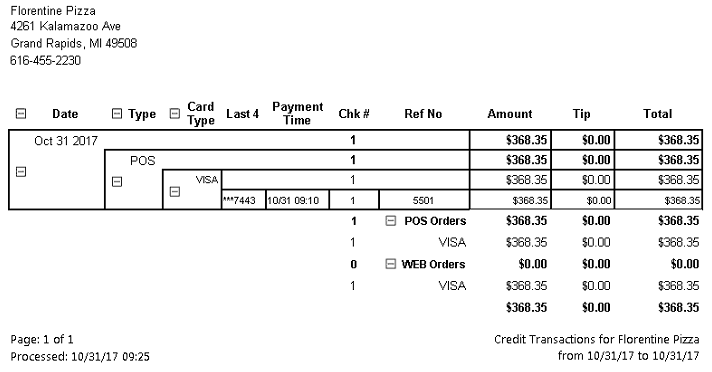 Florentine Pizza
4261 Kalamazoo Ave
Grand Rapids, MI 49508
616-455-2230
Date Type Card Type Last 4 Payment Time Chk # Ref No Amount Tip Total
Oct 31 2017 1 $368.35 $0.00 $368.35
POS 1 $368.35 $0.00 $368.35
VISA 1 $368.35 $0.00 $368.35
***7443 10/31 09:10 1 5501 $368.35 $0.00 $368.35
1 POS Orders $368.35 $0.00 $368.35
1 VISA $368.35 $0.00 $368.35
0 WEB Orders $0.00 $0.00 $0.00
1 VISA $368.35 $0.00 $368.35
$368.35 $0.00 $368.35
Page: 1 of 1 Credit Transactions for Florentine Pizza
Processed: 10/31/17 09:25 from 10/31/17 to 10/31/17